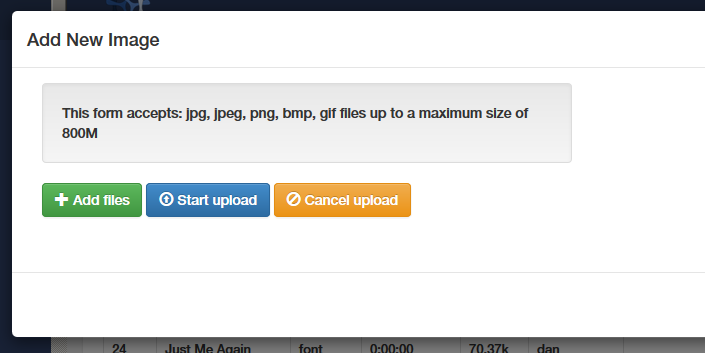 Add New Image
This form accepts: jpg, jpeg, png, bmp, gif files up to a maximum size of
800M
Add files Start upload Cancel upload
24 Just Me Again font 0:00:00 70.37k dan